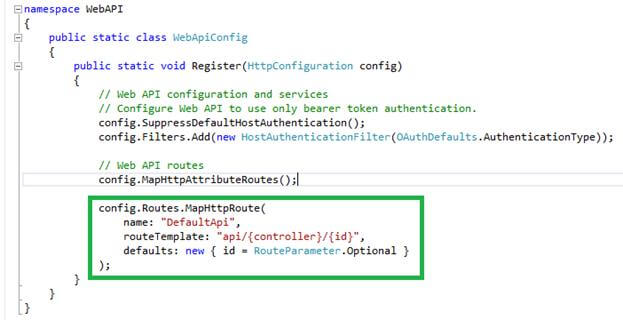 namespace WebAPI
{
    public static class WebApiConfig
    {
        public static void Register(HttpConfiguration config)
        {
            // Web API configuration and services
            // Configure Web API to use only bearer token authentication.
            config.SuppressDefaultHostAuthentication();
            config.Filters.Add(new HostAuthenticationFilter(OAuthDefaults.AuthenticationType));

            // Web API routes
            config.MapHttpAttributeRoutes();

            config.Routes.MapHttpRoute(
                name: "DefaultApi",
                routeTemplate: "api/{controller}/{id}",
                defaults: new { id = RouteParameter.Optional }
            );
        }
    }
}